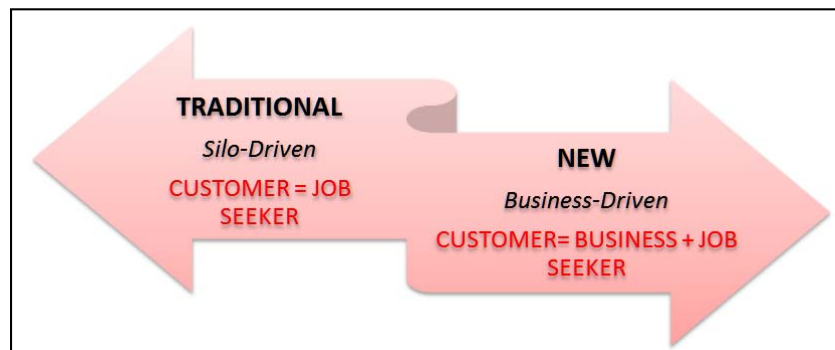 TRADITIONAL
Silo-Driven
CUSTOMER = JOB
SEEKER
NEW
Business-Driven
CUSTOMER= BUSINESS + JOB
SEEKER